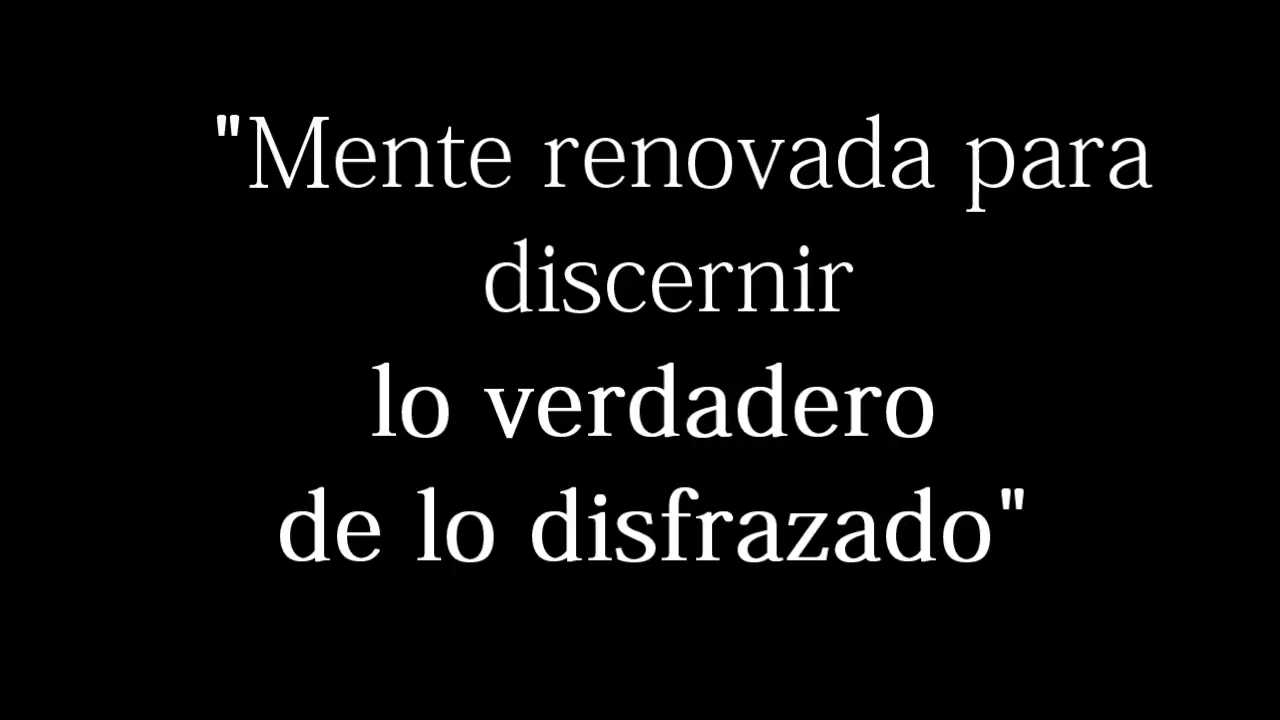 "Mente renovada para
discernir
lo verdadero
de lo disfrazado"